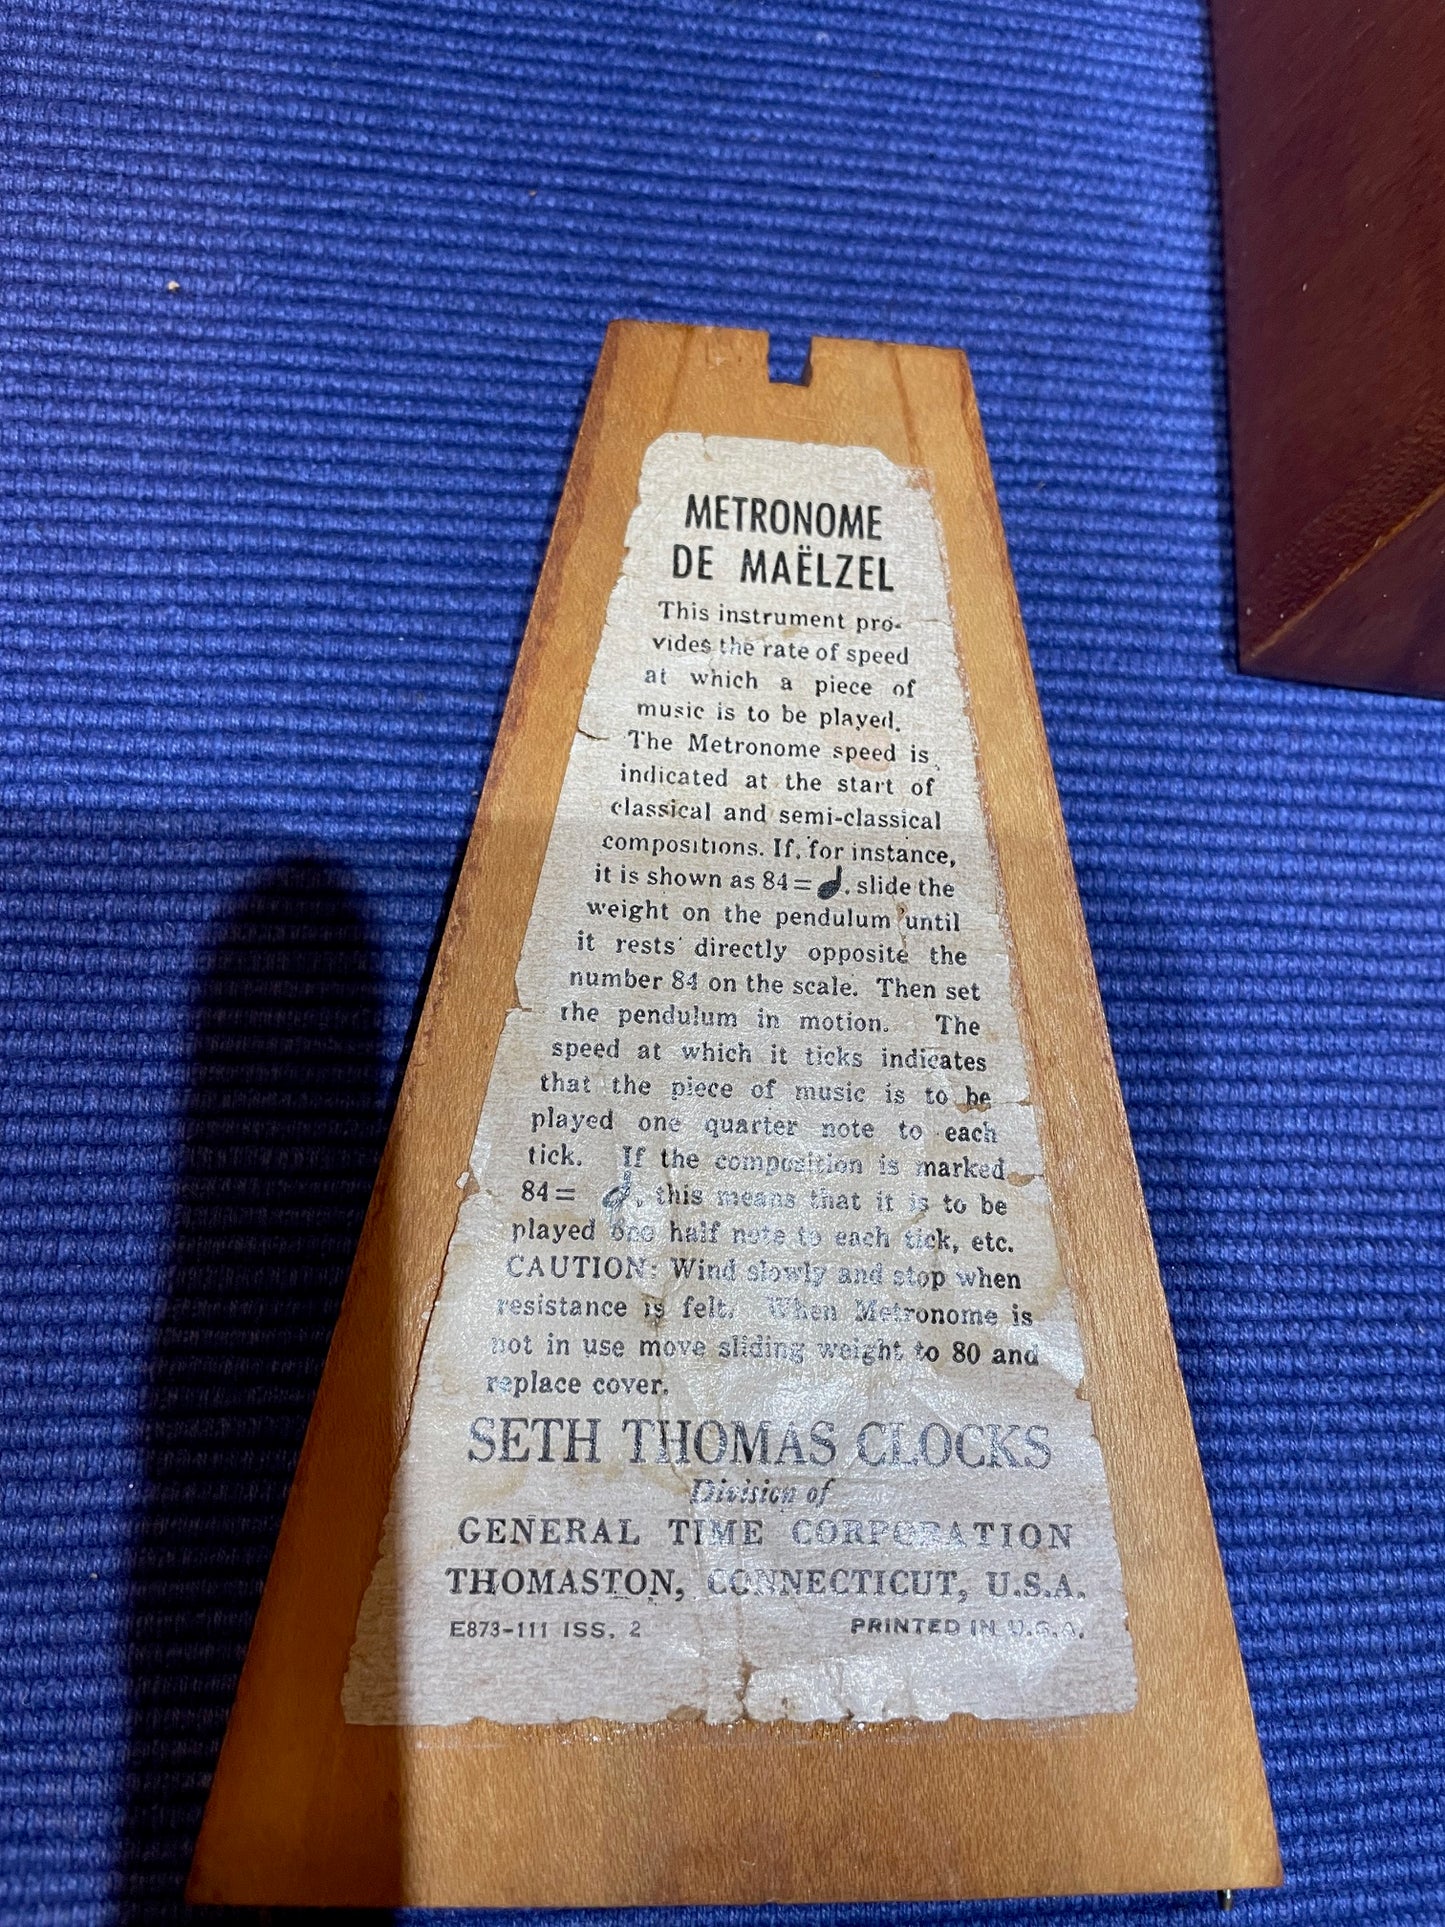 METRONOME
DE MAËLZEL
This instrument pro-
vides the rate of speed
at which a piece of
music is to be played.
The Metronome speed is
indicated at the start of
classical and semi-classical
compositions. If, for instance,
it is shown as 84=♩, slide the
weight on the pendulum until
it rests directly opposite the
number 84 on the scale. Then set
the pendulum in motion. The
speed at which it ticks indicates
that the piece of music is to be
played one quarter note to each
tick. If the composition is marked
84= 𝅗𝅥, this means that it is to be
played one half note to each tick, etc.
CAUTION: Wind slowly and stop when
resistance is felt. When Metronome is
not in use move sliding weight to 80 and
replace cover.
SETH THOMAS CLOCKS
Division of
GENERAL TIME CORPORATION
THOMASTON, CONNECTICUT, U.S.A.
E873-111 ISS. 2 PRINTED IN U.S.A.